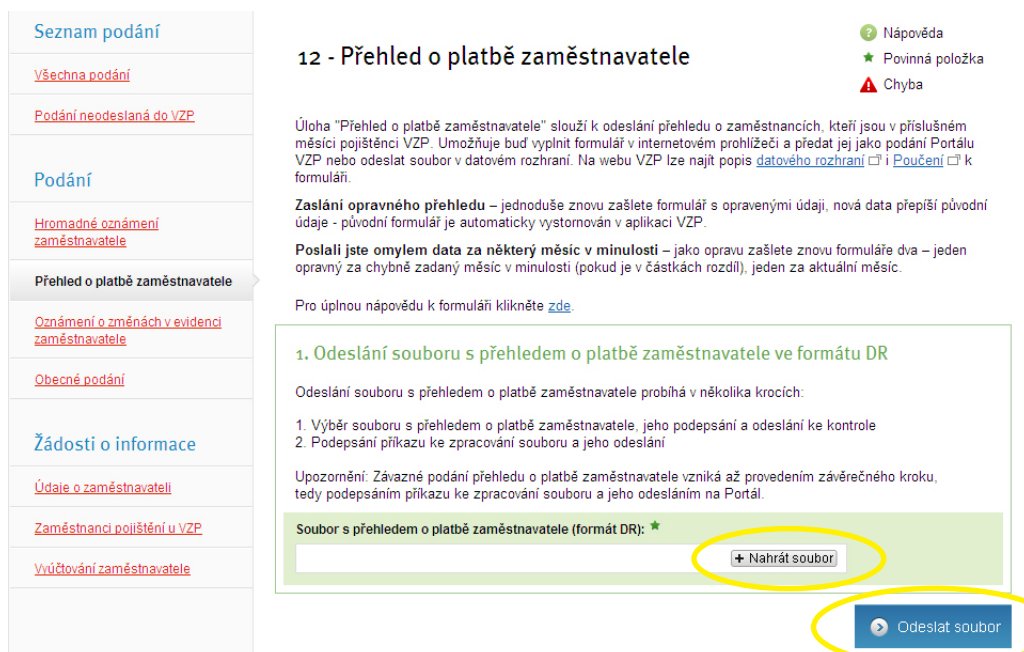 Seznam podání
Všechna podání
Podání neodeslaná do VZP
Podání
Hromadné oznámení
zaměstnavatele
Přehled o platbě zaměstnavatele
Oznámení o změnách v evidenci
zaměstnavatele
Obecné podání
Žádosti o informace
Údaje o zaměstnavateli
Zaměstnanci pojištění u VZP
Vyúčtování zaměstnavatele
12 - Přehled o platbě zaměstnavatele
Nápověda
Povinná položka
Chyba
Úloha "Přehled o platbě zaměstnavatele" slouží k odeslání přehledu o zaměstnancích, kteří jsou v příslušném
měsíci pojištěnci VZP. Umožňuje buď vyplnit formulář v internetovém prohlížeči a předat jej jako podání Portálu
VZP nebo odeslat soubor v datovém rozhraní. Na webu VZP lze najít popis datového rozhraní i Poučení k
formuláři.
Zaslání opravného přehledu – jednoduše znovu zašlete formulář s opravenými údaji, nová data přepíší původní
údaje - původní formulář je automaticky vystornován v aplikaci VZP.
Poslali jste omylem data za některý měsíc v minulosti – jako opravu zašlete znovu formuláře dva – jeden
opravný za chybně zadaný měsíc v minulosti (pokud je v částkách rozdíl), jeden za aktuální měsíc.
Pro úplnou nápovědu k formuláři klikněte zde.
1. Odeslání souboru s přehledem o platbě zaměstnavatele ve formátu DR
Odeslání souboru s přehledem o platbě zaměstnavatele probíhá v několika krocích:
1. Výběr souboru s přehledem o platbě zaměstnavatele, jeho podepsání a odeslání ke kontrole
2. Podepsání příkazu ke zpracování souboru a jeho odeslání
Upozornění: Závazné podání přehledu o platbě zaměstnavatele vzniká až provedením závěrečného kroku,
tedy podepsáním příkazu ke zpracování souboru a jeho odesláním na Portál.
Soubor s přehledem o platbě zaměstnavatele (formát DR):
+ Nahrát soubor
Odeslat soubor